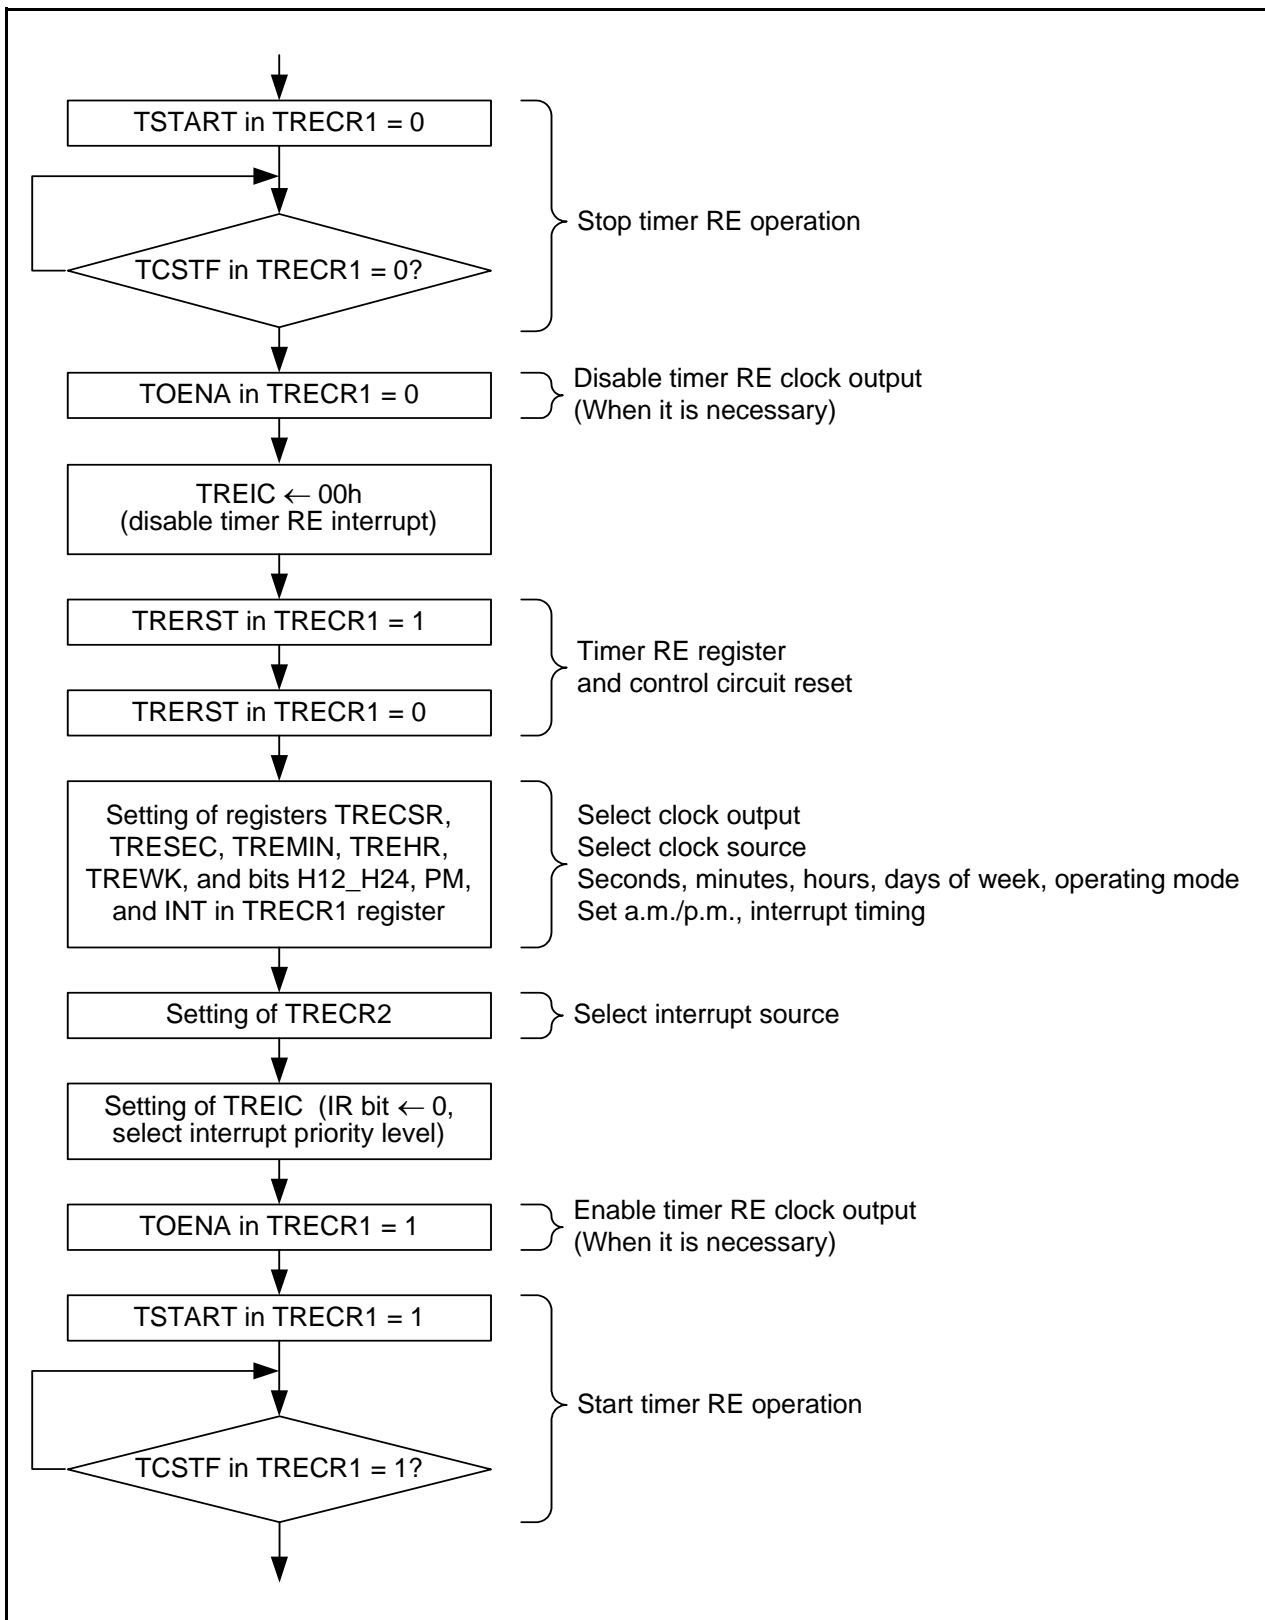 TSTART in TRECR1 = 0
TCSTF in TRECR1 = 0?
Stop timer RE operation
TOENA in TRECR1 = 0
Disable timer RE clock output
(When it is necessary)
TREIC ← 00h
(disable timer RE interrupt)
TRERST in TRECR1 = 1
TRERST in TRECR1 = 0
Timer RE register
and control circuit reset
Setting of registers TRECSR,
TRESEC, TREMIN, TREHR,
TREWK, and bits H12_H24, PM,
and INT in TRECR1 register
Select clock output
Select clock source
Seconds, minutes, hours, days of week, operating mode
Set a.m./p.m., interrupt timing
Setting of TRECR2
Select interrupt source
Setting of TREIC (IR bit ← 0,
select interrupt priority level)
TOENA in TRECR1 = 1
Enable timer RE clock output
(When it is necessary)
TSTART in TRECR1 = 1
TCSTF in TRECR1 = 1?
Start timer RE operation